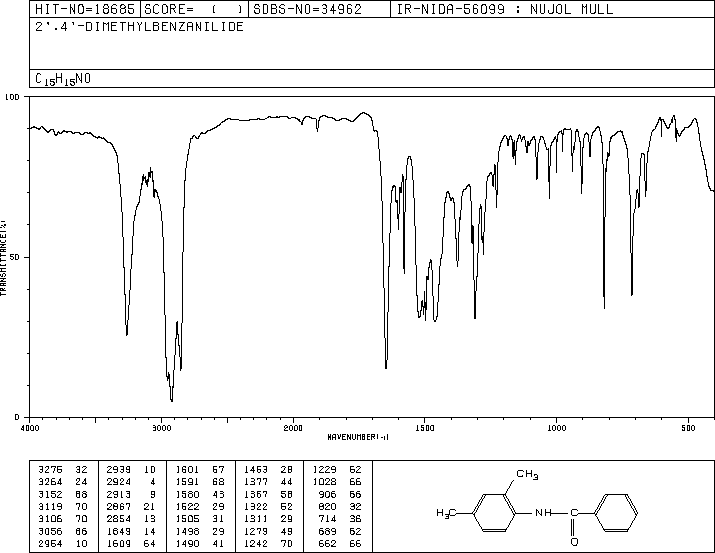 HIT-NO=18685 SCORE= ( ) SDBS-NO=34962 IR-NIDA-56099 : NUJOL MULL
2'.4'-DIMETHYLBENZANILIDE
C15H15NO
100
50
0
TRANSMITTANCE(%)
4000 3000 2000 1500 1000 500
WAVENUMBER(-1)
3275 32 2939 10 1601 57 1463 28 1229 62
3264 24 2924 4 1591 68 1377 44 1028 66
3152 68 2913 9 1580 43 1367 58 906 66
3119 70 2867 21 1522 29 1322 52 820 32
3106 70 2854 13 1505 31 1311 29 714 36
3056 66 1649 14 1498 29 1279 49 689 62
2954 10 1609 64 1490 41 1242 70 662 66
CH3
H3C
NH
C
O